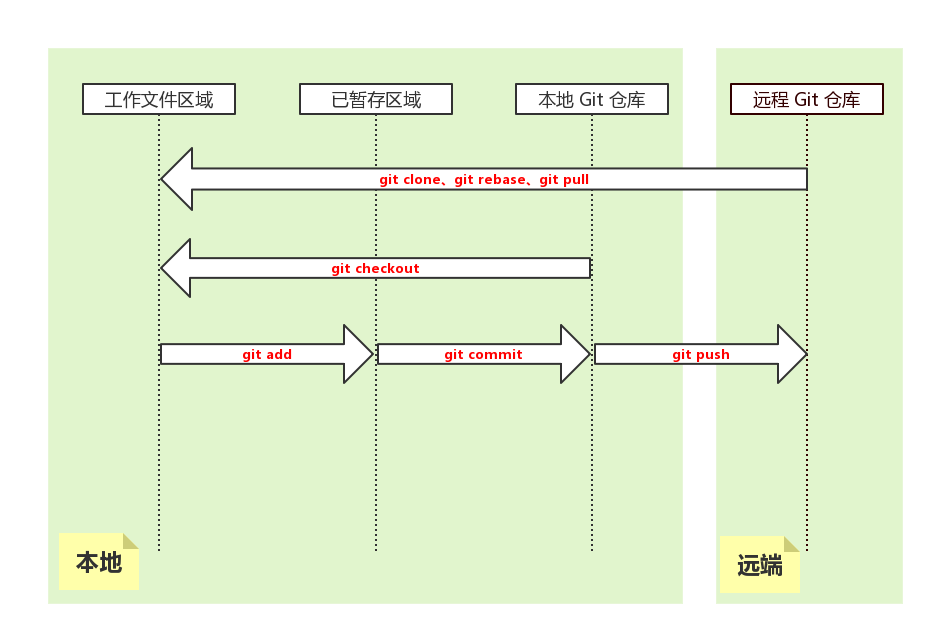 工作文件区域
已暂存区域
本地 Git 仓库
远程 Git 仓库
git clone、git rebase、git pull
git checkout
git add
git commit
git push
本地
远端